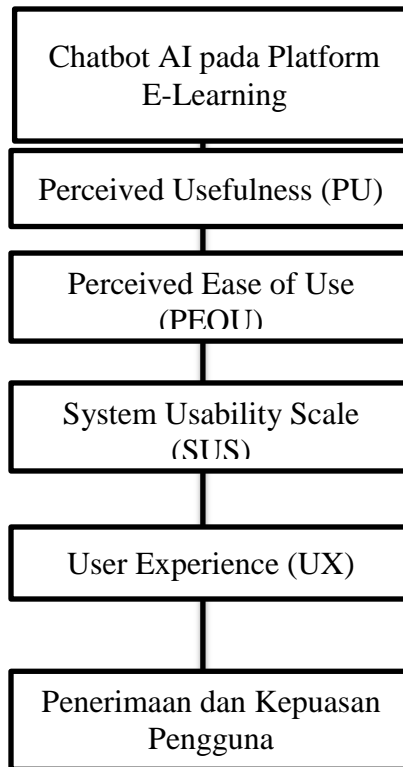 Chatbot AI pada Platform
E-Learning
Perceived Usefulness (PU)
Perceived Ease of Use
(PEOU)
System Usability Scale
(SUS)
User Experience (UX)
Penerimaan dan Kepuasan
Pengguna